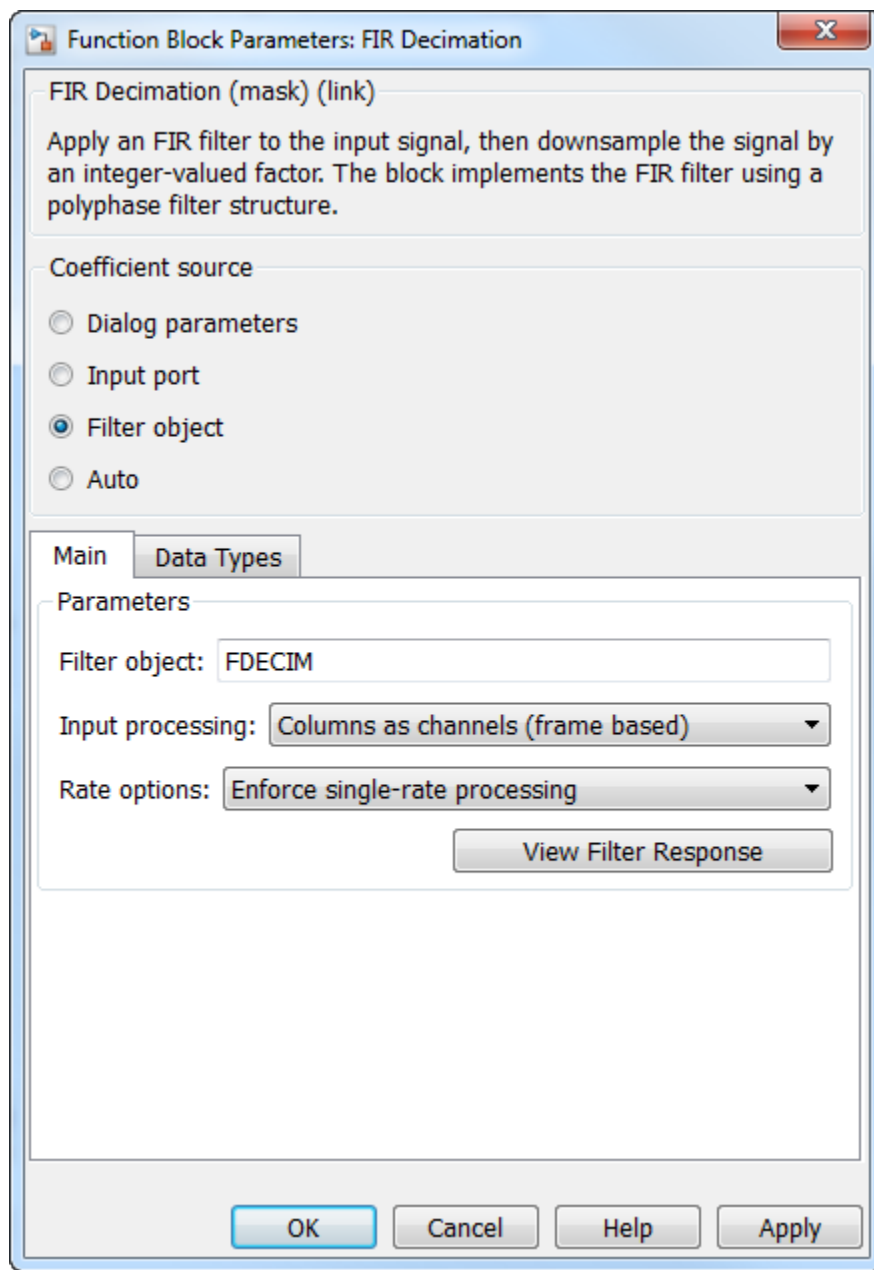 Function Block Parameters: FIR Decimation
X
FIR Decimation (mask) (link)
Apply an FIR filter to the input signal, then downsample the signal by
an integer-valued factor. The block implements the FIR filter using a
polyphase filter structure.
Coefficient source
Dialog parameters
Input port
Filter object
Auto
Main Data Types
Parameters
Filter object: FDECIM
Input processing: Columns as channels (frame based)
Rate options: Enforce single-rate processing
View Filter Response
OK Cancel Help Apply